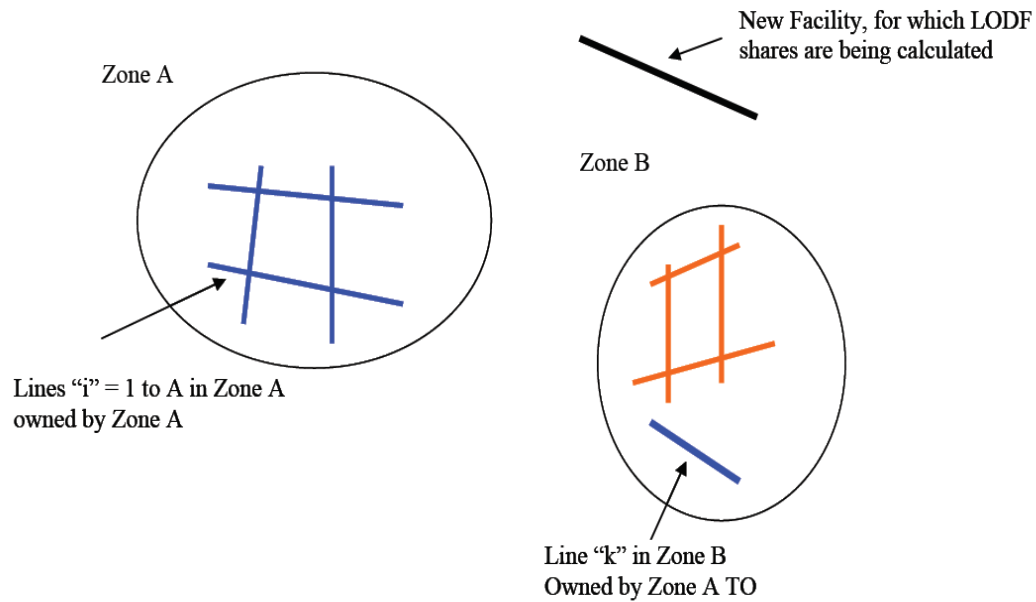 New Facility, for which LODF
shares are being calculated
Zone A
Zone B
Lines “i” = 1 to A in Zone A
owned by Zone A
Line “k” in Zone B
Owned by Zone A TO